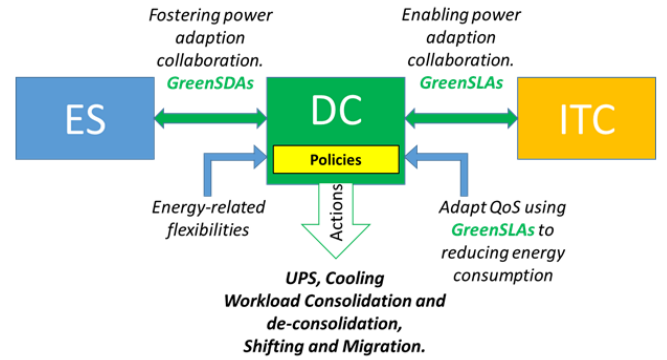 Fostering power
adaption
collaboration.
GreenSDAs
Enabling power
adaption
collaboration.
GreenSLAs
ES
DC
ITC
Policies
Energy-related
flexibilities
Actions
Adapt QoS using
GreenSLAs to
reducing energy
consumption
UPS, Cooling
Workload Consolidation and
de-consolidation,
Shifting and Migration.